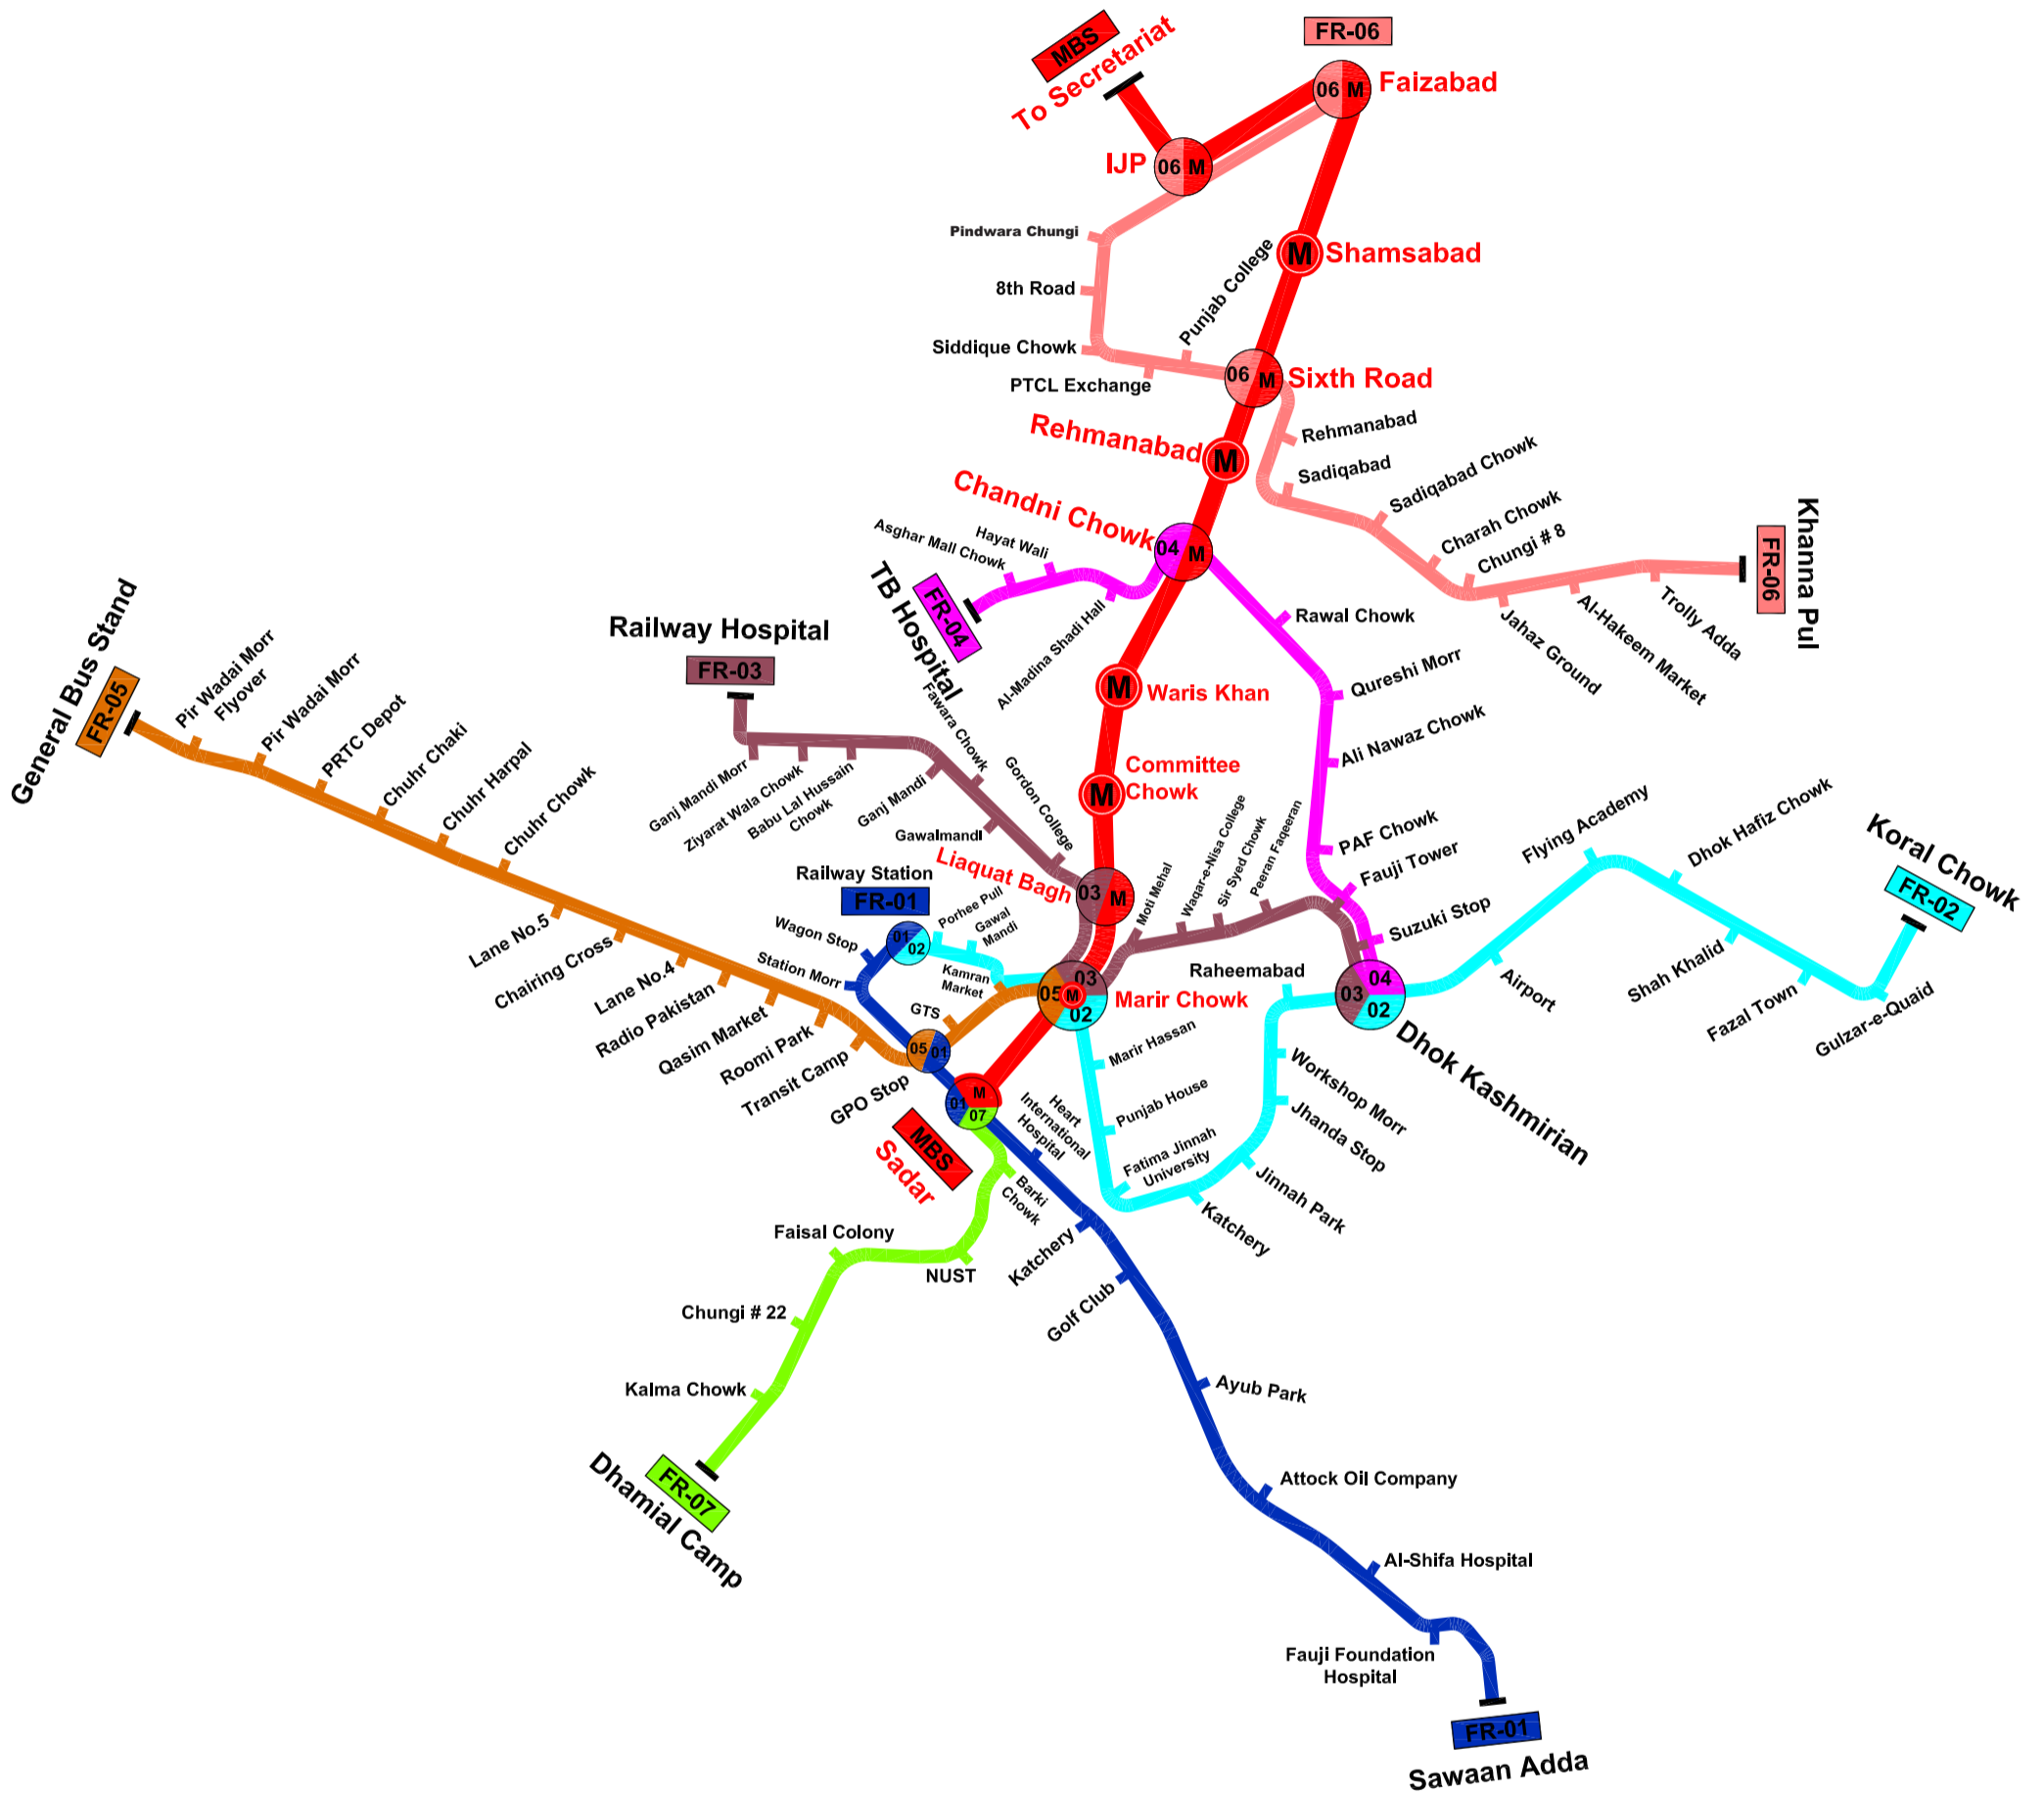 MBS
To Secretariat
FR-06
06 M
Faizabad
IJP
06 M
Pindwara Chungi
8th Road
Siddique Chowk
PTCL Exchange
Punjab College
M
Shamsabad
06 M
Sixth Road
Rehmanabad
M
Rehmanabad
Sadiqabad
Sadiqabad Chowk
Charah Chowk
Chungi # 8
Jahaz Ground
Al-Hakeem Market
Trolly Adda
FR-06
Khanna Pul
Chandni Chowk
04 M
Hayat Wali
Asghar Mall Chowk
Al-Madina Shadi Hall
FR-04
TB Hospital
Rawal Chowk
Qureshi Morr
Ali Nawaz Chowk
PAF Chowk
Fauji Tower
Suzuki Stop
M
Waris Khan
M
Committee
Chowk
Railway Hospital
FR-03
Ganj Mandi Morr
Ziyarat Wala Chowk
Babu Lal Hussain
Chowk
Ganj Mandi
Fawara Chowk
Gawalmandi
Gordon College
Liaquat Bagh
03 M
Moti Mehal
Waqar-e-Nisa College
Sir Syed Chowk
Peeran Faqeeran
General Bus Stand
FR-05
Pir Wadai Morr
Flyover
Pir Wadai Morr
PRTC Depot
Chuhr Chaki
Chuhr Harpal
Chuhr Chowk
Lane No.5
Chairing Cross
Lane No.4
Radio Pakistan
Qasim Market
Roomi Park
Transit Camp
GPO Stop
05 01
GTS
Railway Station
FR-01
01 02
Wagon Stop
Station Morr
Porhee Pull
Gawal
Mandi
Kamran
Market
03
05 M
02
Marir Chowk
Marir Hassan
Punjab House
Fatima Jinnah
University
Katchery
Jinnah Park
Jhanda Stop
Workshop Morr
Raheemabad
04
03
02
Dhok Kashmirian
Airport
Flying Academy
Dhok Hafiz Chowk
Shah Khalid
Fazal Town
Gulzar-e-Quaid
Koral Chowk
FR-02
M
01
07
MBS
Sadar
Heart
International
Hospital
Barki
Chowk
NUST
Faisal Colony
Chungi # 22
Kalma Chowk
FR-07
Dhamial Camp
Katchery
Golf Club
Ayub Park
Attock Oil Company
Al-Shifa Hospital
Fauji Foundation
Hospital
FR-01
Sawaan Adda